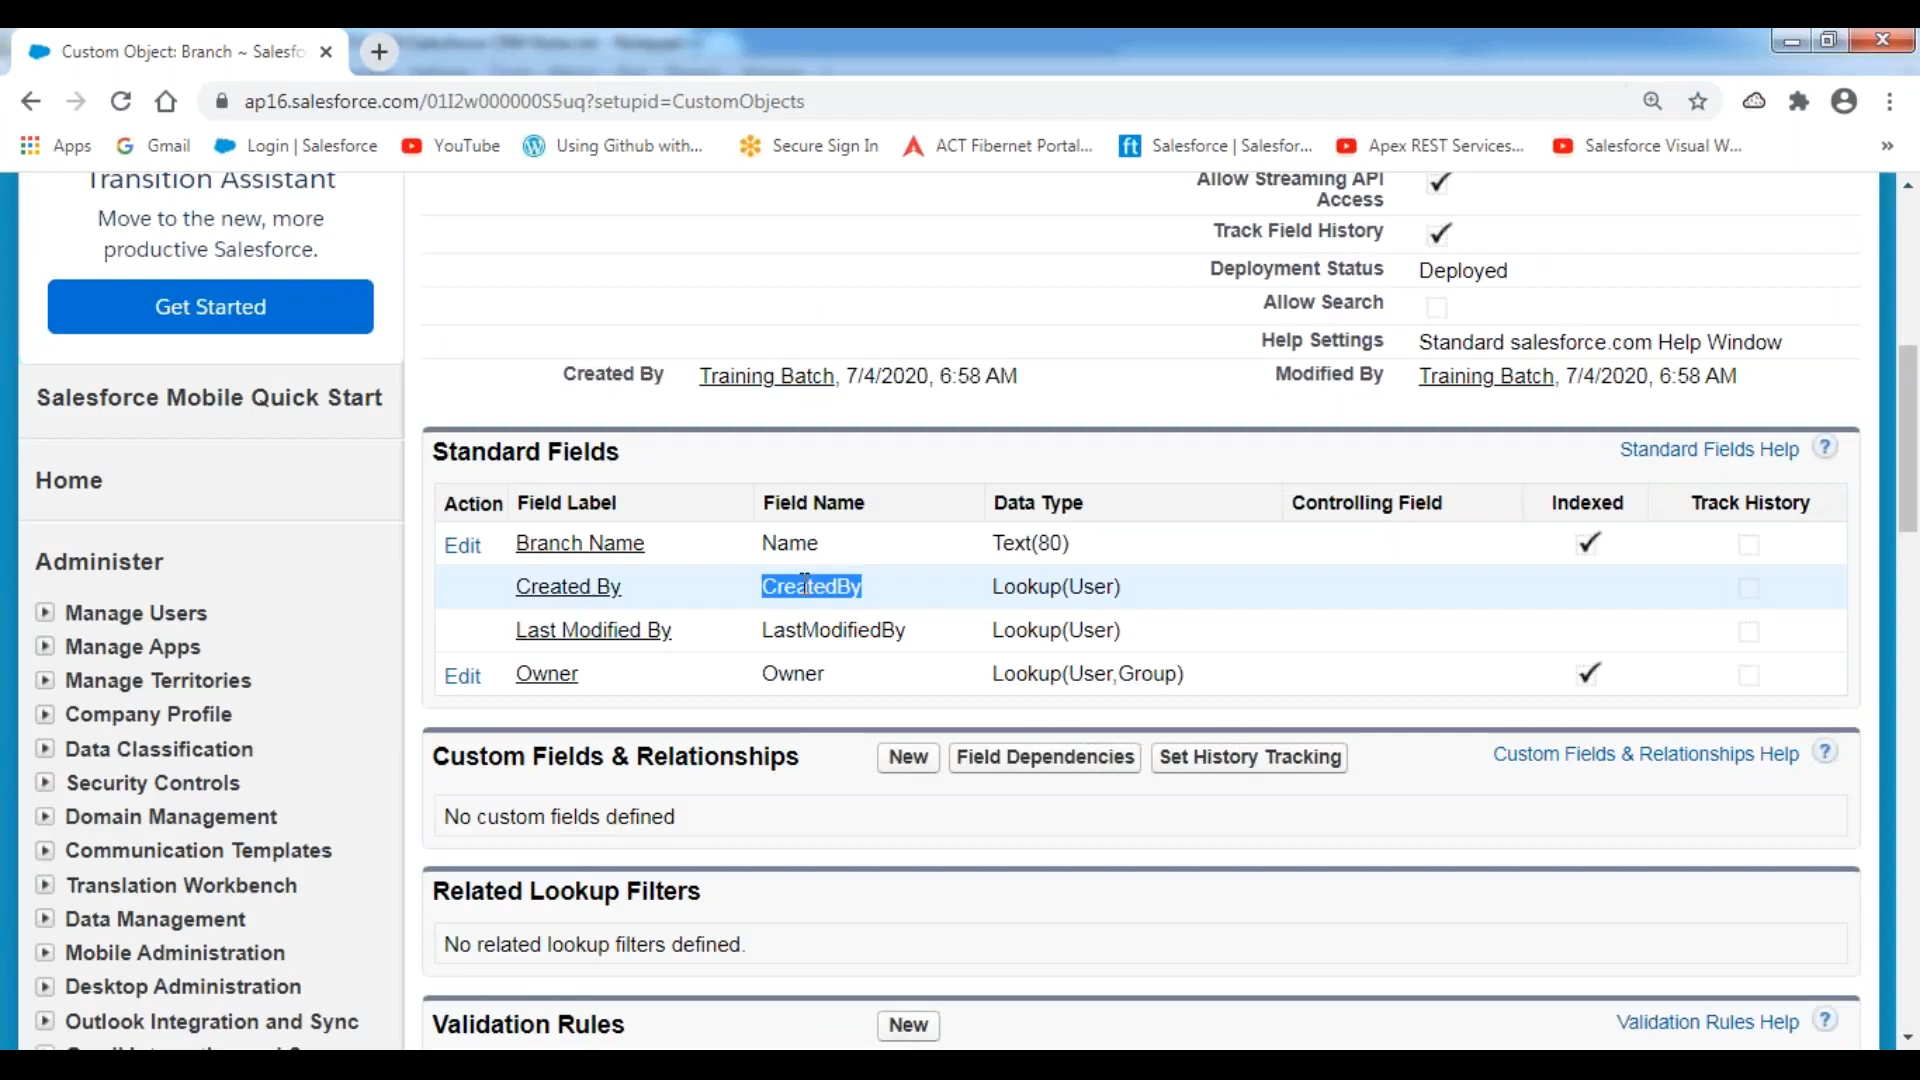 Custom Object: Branch ~ Salesfo
ap16.salesforce.com/01I2w000000S5uq?setupid=CustomObjects
Apps Gmail Login | Salesforce YouTube Using Github with... Secure Sign In ACT Fibernet Portal... ft Salesforce | Salesfor... Apex REST Services... Salesforce Visual W... »
Transition Assistant
Move to the new, more
productive Salesforce.
Get Started
Salesforce Mobile Quick Start
Home
Administer
Manage Users
Manage Apps
Manage Territories
Company Profile
Data Classification
Security Controls
Domain Management
Communication Templates
Translation Workbench
Data Management
Mobile Administration
Desktop Administration
Outlook Integration and Sync
Allow Streaming API
Access
Track Field History
Deployment Status Deployed
Allow Search
Help Settings Standard salesforce.com Help Window
Created By Training Batch, 7/4/2020, 6:58 AM Modified By Training Batch, 7/4/2020, 6:58 AM
Standard Fields Standard Fields Help ?
Action Field Label Field Name Data Type Controlling Field Indexed Track History
Edit Branch Name Name Text(80)
Created By CreatedBy Lookup(User)
Last Modified By LastModifiedBy Lookup(User)
Edit Owner Owner Lookup(User,Group)
Custom Fields & Relationships New Field Dependencies Set History Tracking Custom Fields & Relationships Help ?
No custom fields defined
Related Lookup Filters
No related lookup filters defined.
Validation Rules New Validation Rules Help ?